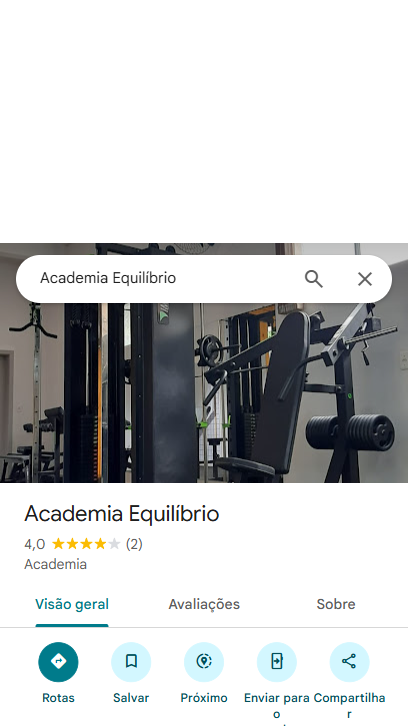 Academia Equilíbrio
Academia Equilíbrio
4,0 (2)
Academia
Visão geral Avaliações Sobre
Rotas Salvar Próximo Enviar para o Compartilhar